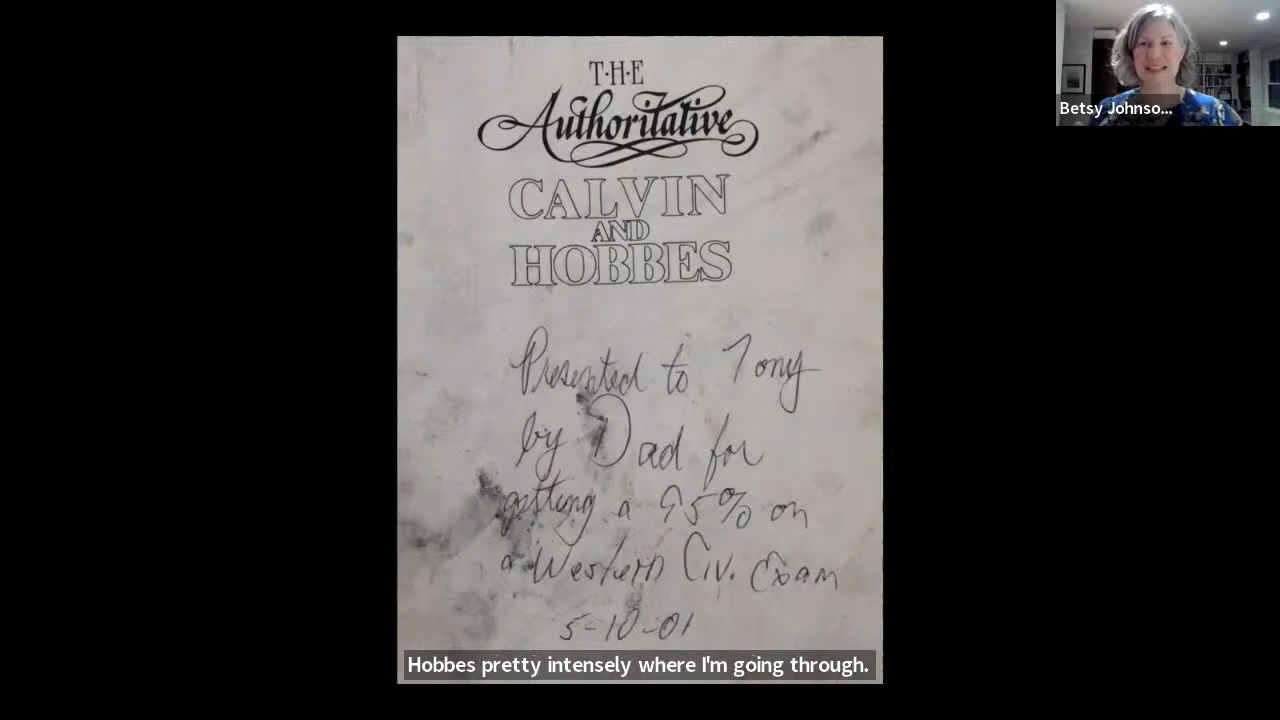 T·H·E
Authoritative
CALVIN
AND
HOBBES
Presented to Tony
by Dad for
getting a 95% on
a Western Civ. Exam
5-10-01
Hobbes pretty intensely where I'm going through.
Betsy Johnso...